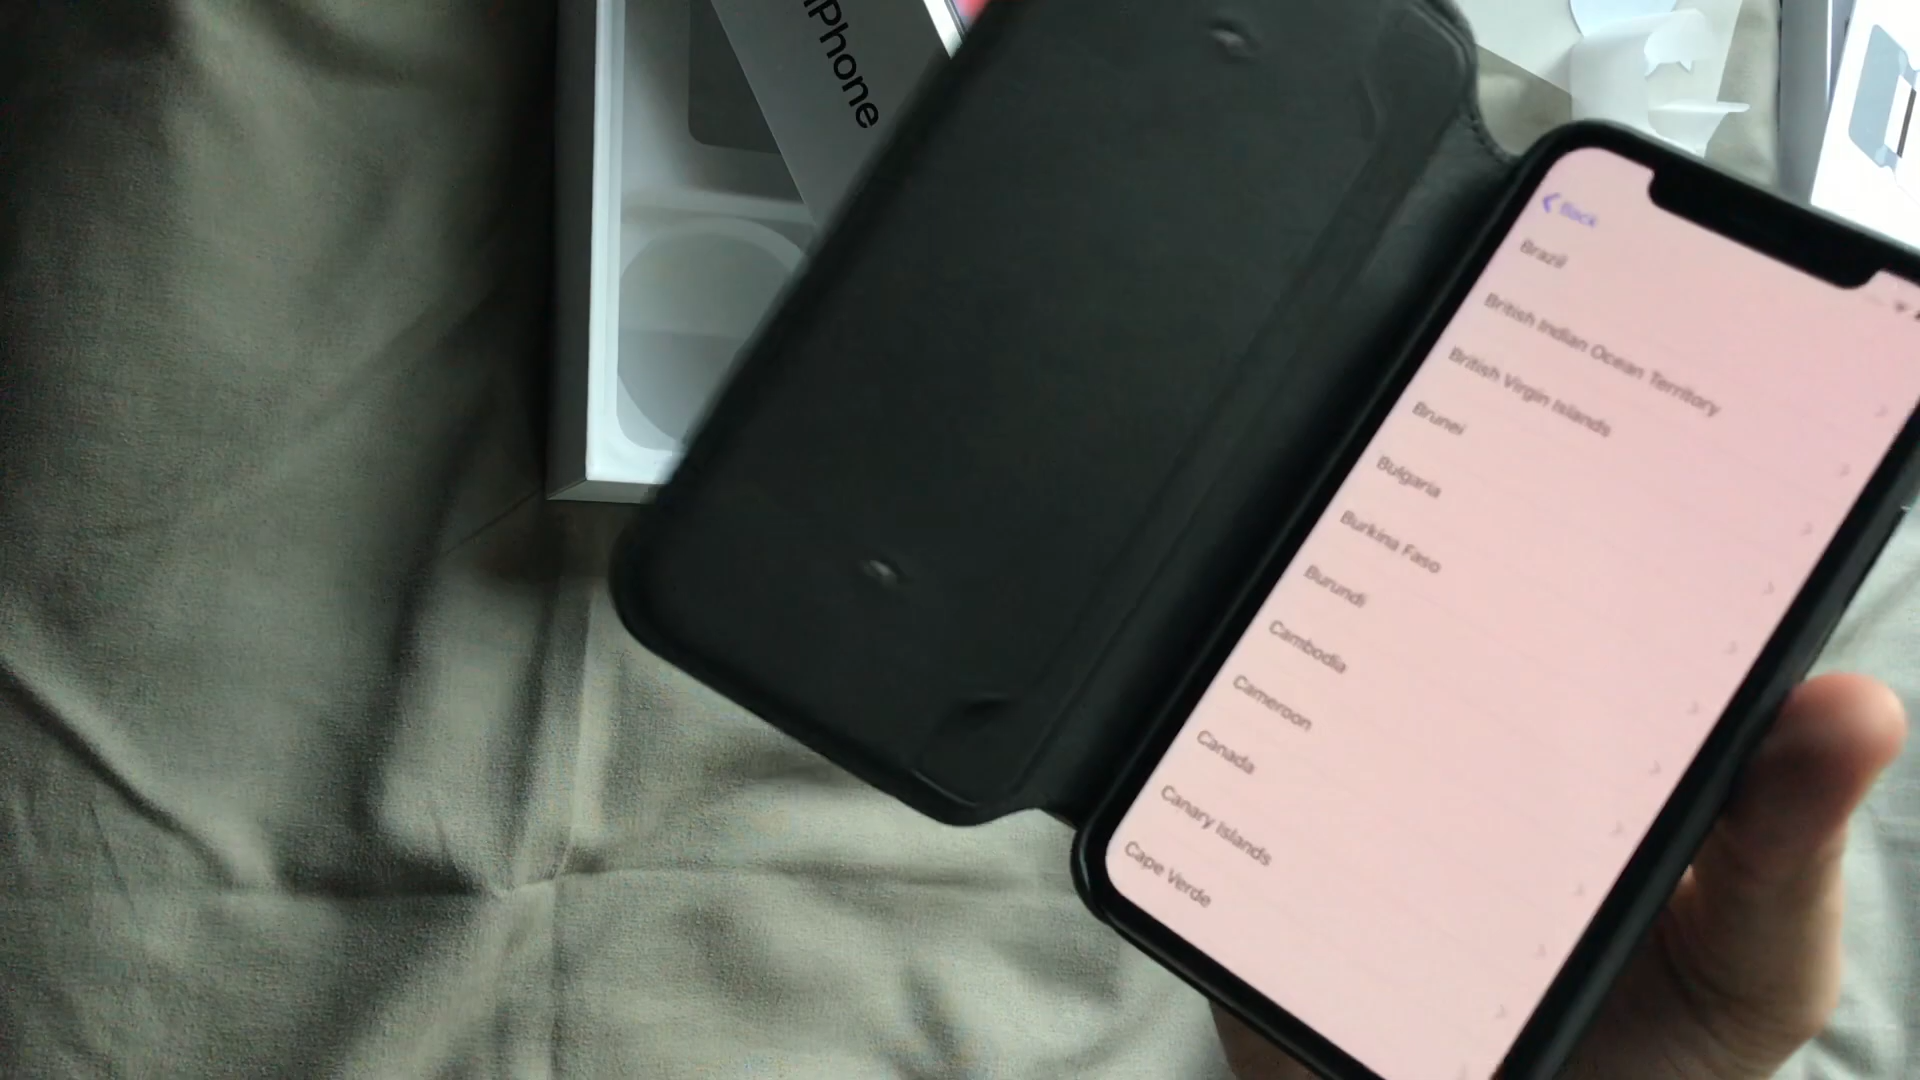 iPhone
Back
Brazil
British Indian Ocean Territory
British Virgin Islands
Brunei
Bulgaria
Burkina Faso
Burundi
Cambodia
Cameroon
Canada
Canary Islands
Cape Verde